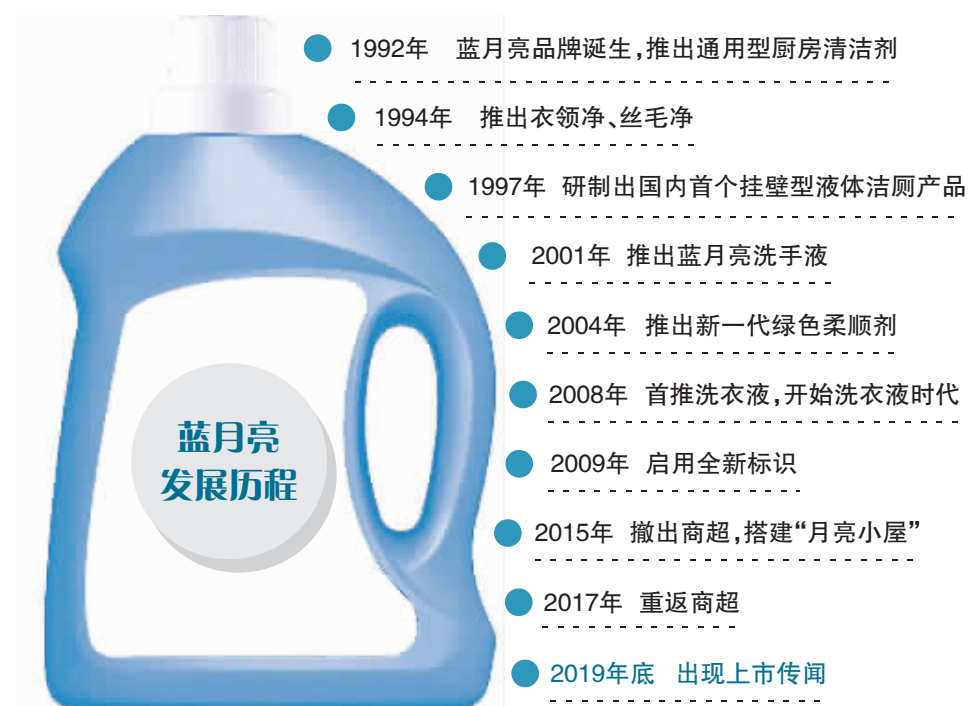 1992年 蓝月亮品牌诞生,推出通用型厨房清洁剂
1994年 推出衣领净、丝毛净
1997年 研制出国内首个挂壁型液体洁厕产品
2001年 推出蓝月亮洗手液
2004年 推出新一代绿色柔顺剂
2008年 首推洗衣液,开始洗衣液时代
蓝月亮
发展历程
2009年 启用全新标识
2015年 撤出商超,搭建“月亮小屋”
2017年 重返商超
2019年底 出现上市传闻